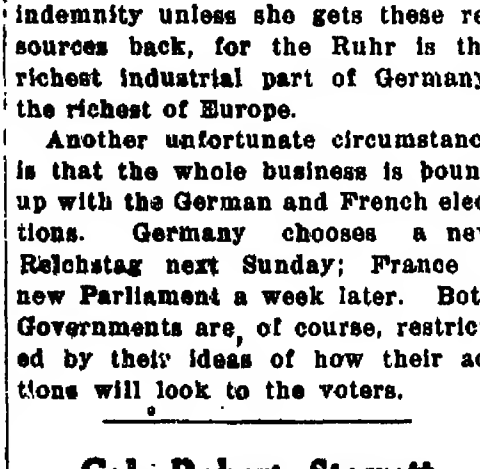 indemnity unless she gets these re
sources back, for the Ruhr is th
richest industrial part of Germany
the richest of Europe.
Another unfortunate circumstanc
is that the whole business is boun
up with the German and French elec
tions. Germany chooses a new
Reichstag next Sunday; France
new Parliament a week later. Bot
Governments are, of course, restric
ed by their ideas of how their ac
tions will look to the voters.